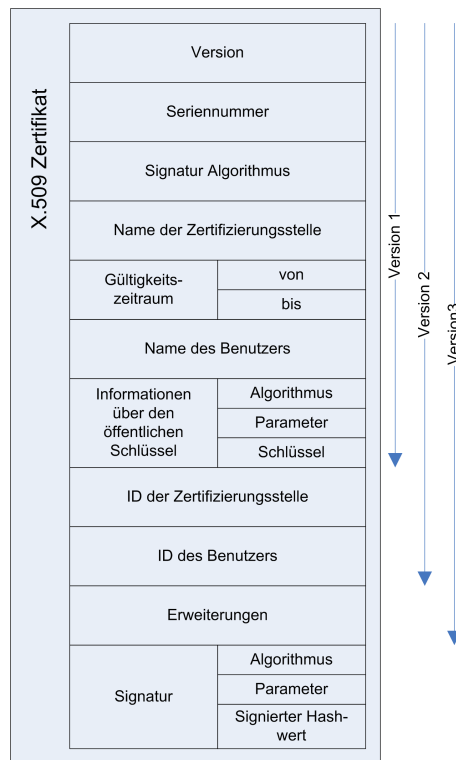 X.509 Zertifikat
Version
Seriennummer
Signatur Algorithmus
Name der Zertifizierungsstelle
Gültigkeits-
zeitraum
von
bis
Name des Benutzers
Informationen
über den
öffentlichen
Schlüssel
Algorithmus
Parameter
Schlüssel
ID der Zertifizierungsstelle
ID des Benutzers
Erweiterungen
Signatur
Algorithmus
Parameter
Signierter Hash-
wert
Version 1
Version 2
Version3